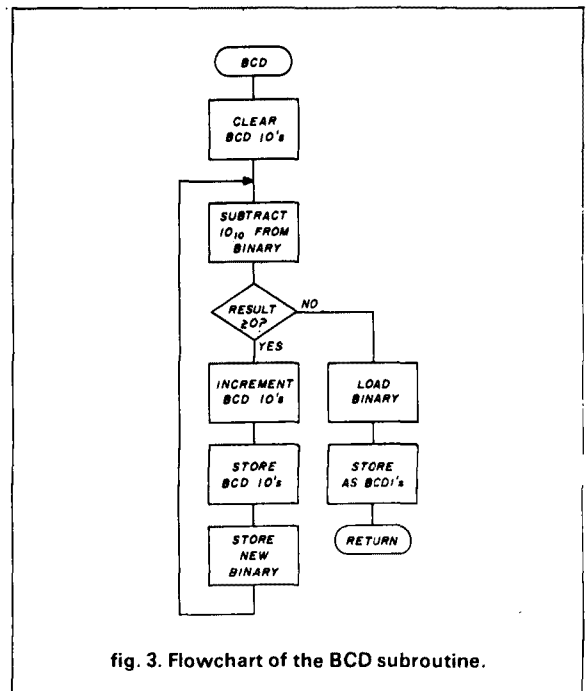 BCD
CLEAR
BCD 10's
SUBTRACT
10₁₀ FROM
BINARY
RESULT
≥0?
NO
YES
INCREMENT
BCD 10's
LOAD
BINARY
STORE
BCD 10's
STORE
AS BCD1's
STORE
NEW
BINARY
RETURN
fig. 3. Flowchart of the BCD subroutine.